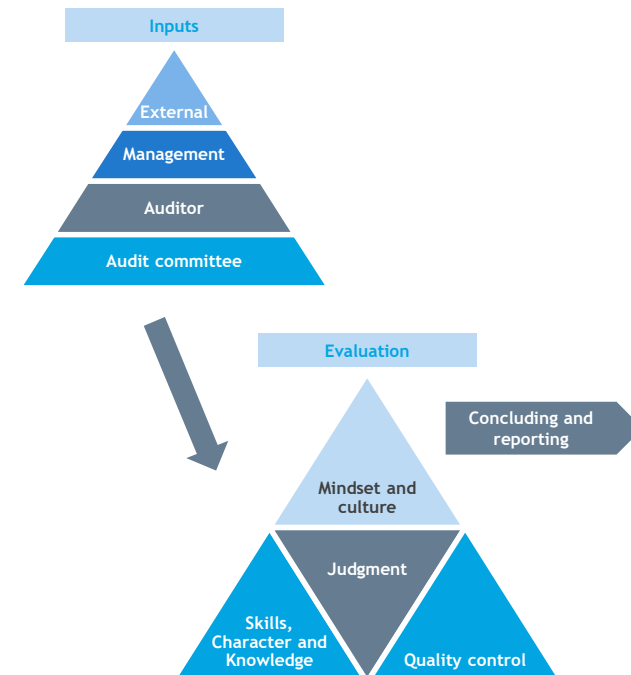 Inputs
External
Management
Auditor
Audit committee
Evaluation
Concluding and
reporting
Mindset and
culture
Judgment
Skills,
Character and
Knowledge
Quality control